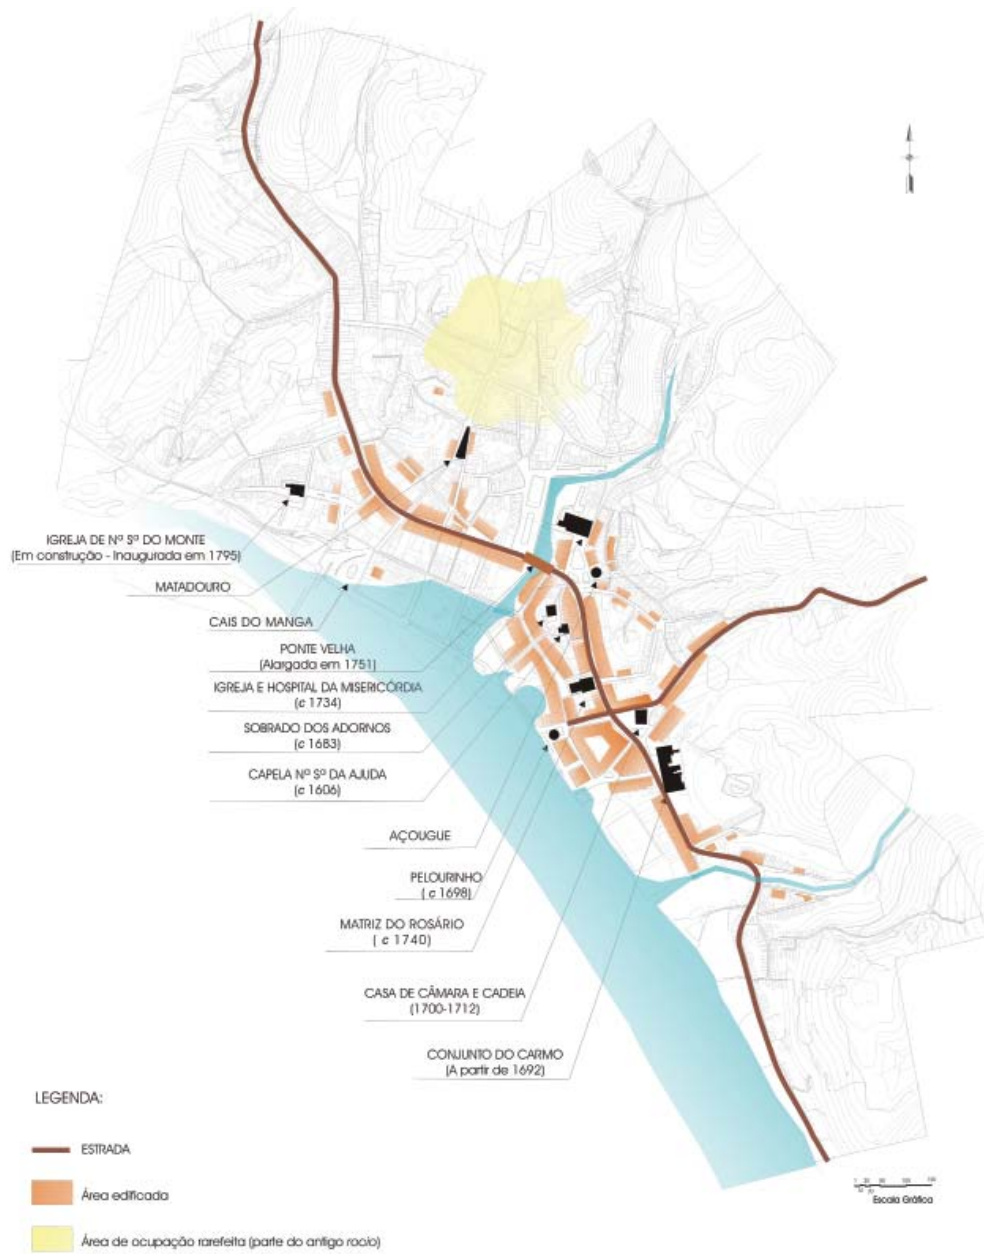 IGREJA DE Nª Sª DO MONTE
(Em construção - Inaugurada em 1795)
MATADOURO
CAIS DO MANGA
PONTE VELHA
(Alargada em 1751)
IGREJA E HOSPITAL DA MISERICÓRDIA
(c 1734)
SOBRADO DOS ADORNOS
(c 1683)
CAPELA Nª Sª DA AJUDA
(c 1606)
AÇOUGUE
PELOURINHO
( c 1698)
MATRIZ DO ROSÁRIO
( c 1740)
CASA DE CÂMARA E CADEIA
(1700-1712)
CONJUNTO DO CARMO
(A partir de 1692)
LEGENDA:
ESTRADA
Área edificada
Área de ocupação rarefeita (parte do antigo rocio)
Escala Gráfica